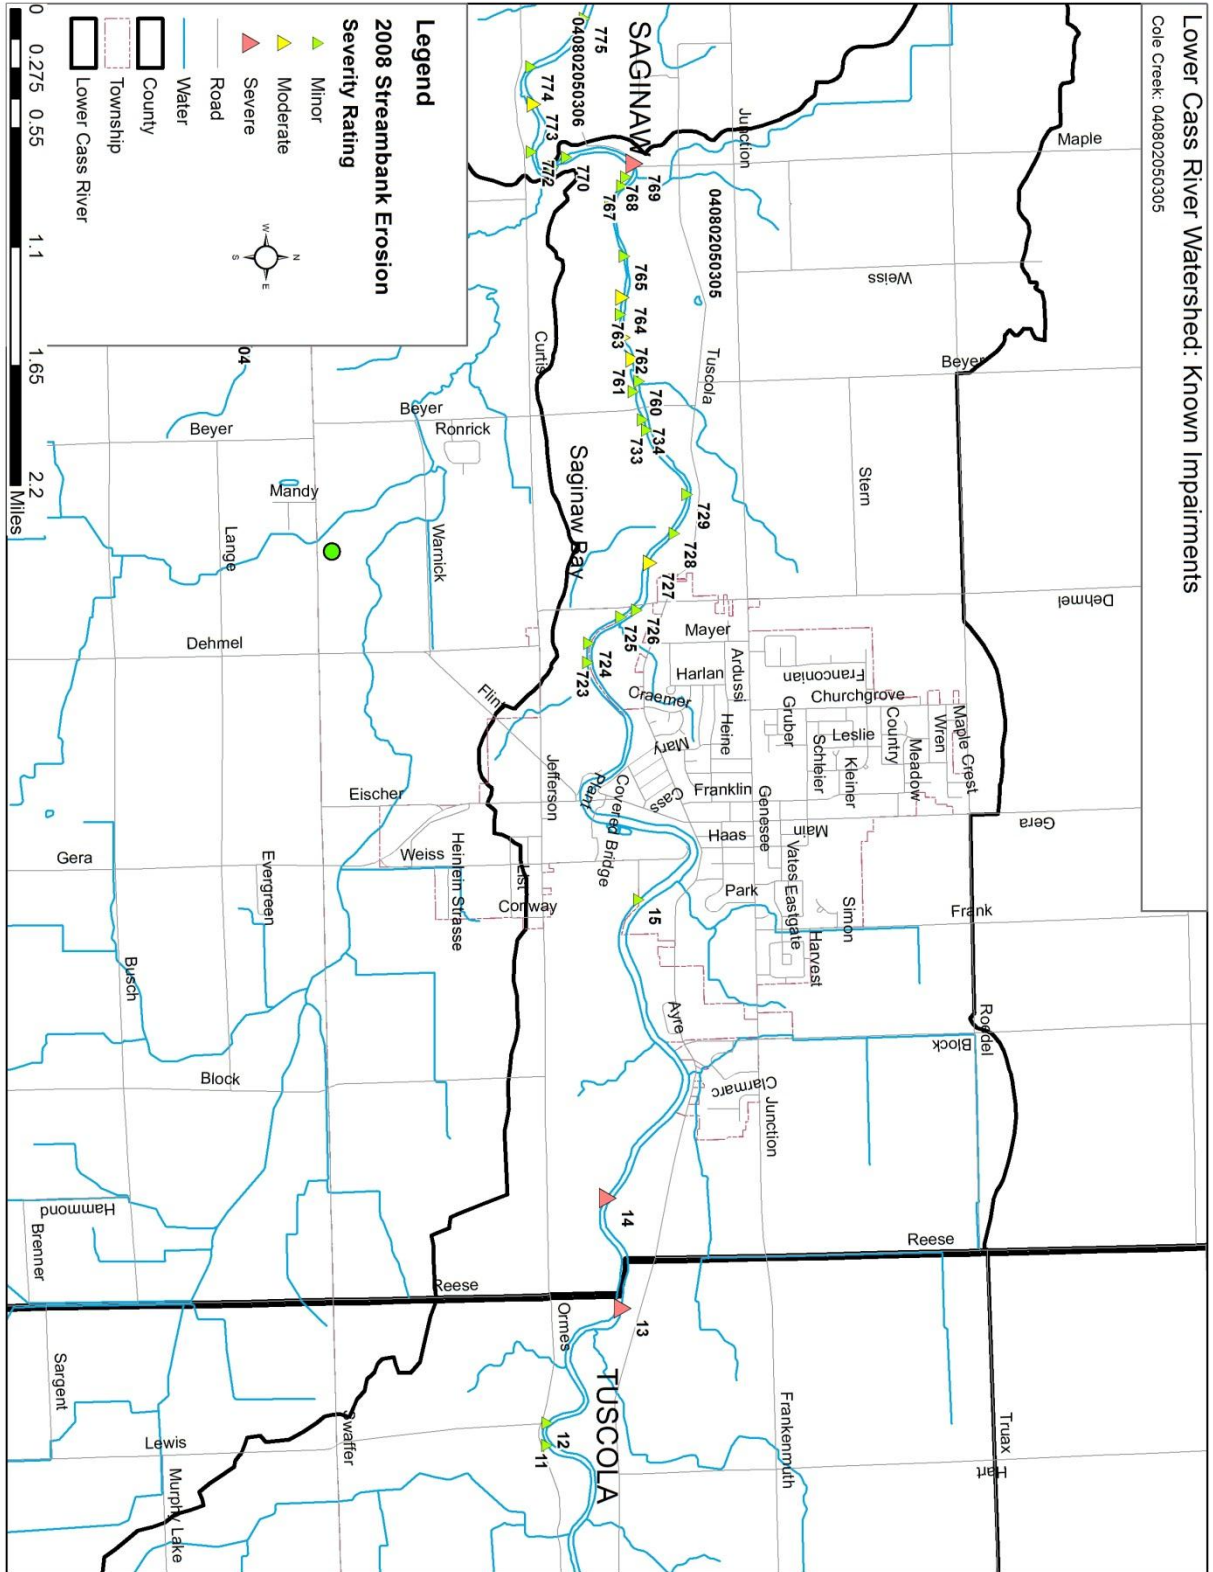 Lower Cass River Watershed: Known Impairments
Cole Creek: 040802050305
Maple
Weiss
Beyer
Stern
Dehmel
Junction
040802050305
Tuscola
SAGINAW
040802050306
775
774
773
772
770
769
768
767
765
764
763
762
761
760
734
733
729
728
727
726
725
724
723
15
14
13
12
11
Curtis
Saginaw Bay
Beyer
Beyer
Ronrick
Mandy
Lange
Warnick
Dehmel
Flint
Mayer
Harlan
Ardussi
Craemer
Heine
Mary
Franconian
Churchgrove
Gruber
Leslie
Schleier
Kleiner
Country
Meadow
Wren
Maple Crest
Gera
Franklin
Genesee
Cass
Plant
Covered Bridge
Haas
Main
Vates
Eastgate
Park
Simon
Harvest
Frank
Roedel
Block
Ayre
Clarmarc
Junction
Jefferson
Eischer
Weiss
Heinlein Strasse
List
Conway
Gera
Evergreen
Busch
Block
Hammond
Brenner
Reese
Reese
Ormes
TUSCOLA
Frankenmuth
Truax
Hart
Sargent
Lewis
Swaffer
Murphy Lake
04
Legend
2008 Streambank Erosion
Severity Rating
Minor
Moderate
Severe
Road
Water
County
Township
Lower Cass River
N
E
S
W
0 0.275 0.55 1.1 1.65 2.2
Miles